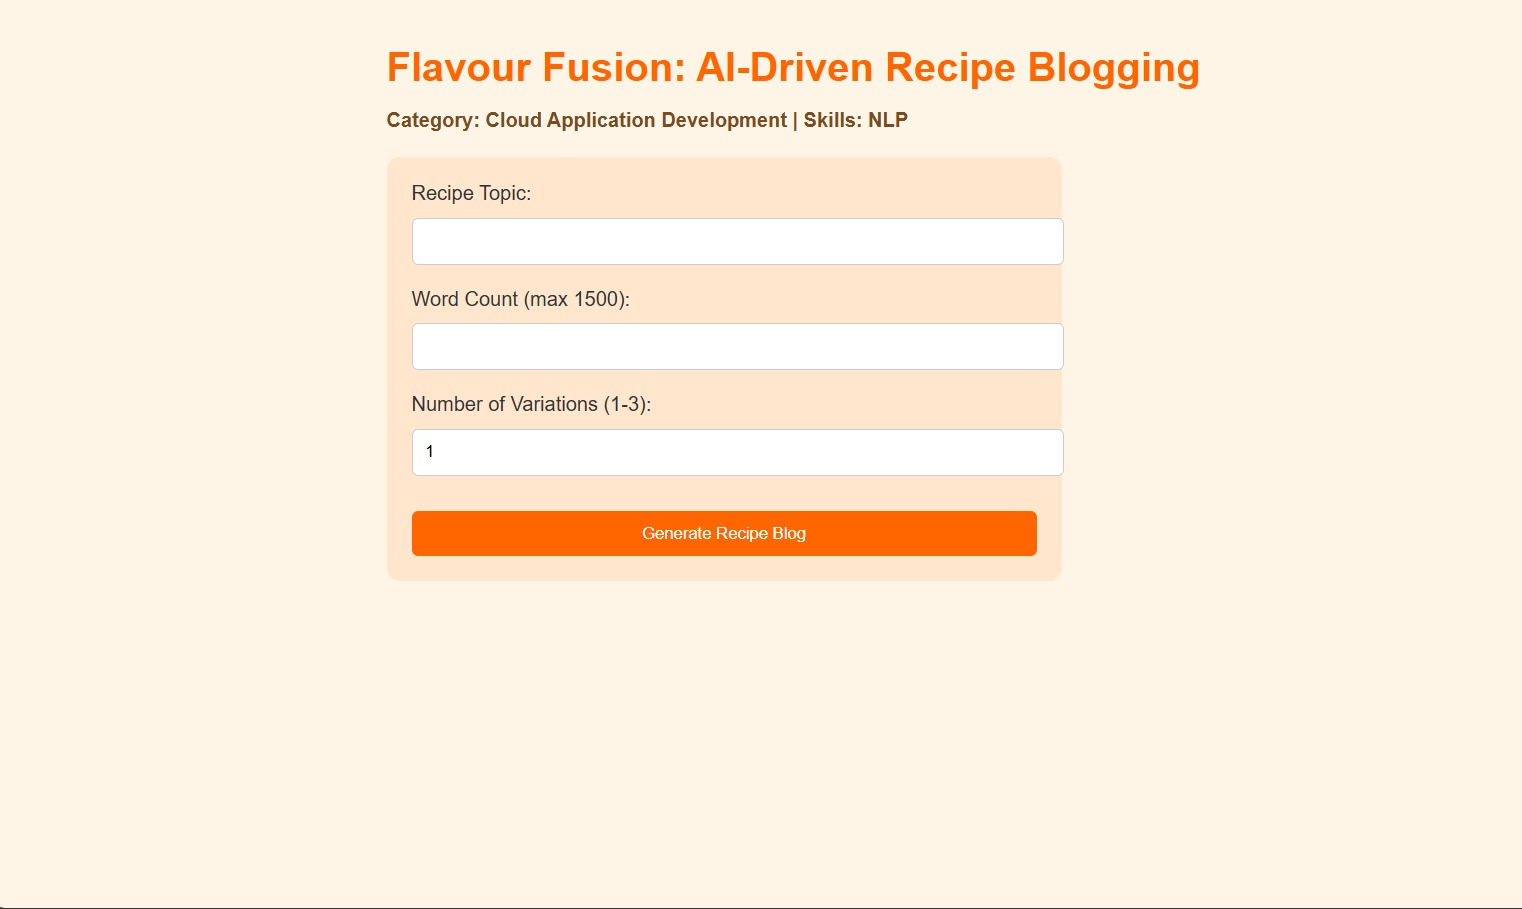 Flavour Fusion: AI-Driven Recipe Blogging
Category: Cloud Application Development | Skills: NLP
Recipe Topic:
Word Count (max 1500):
Number of Variations (1-3):
1
Generate Recipe Blog